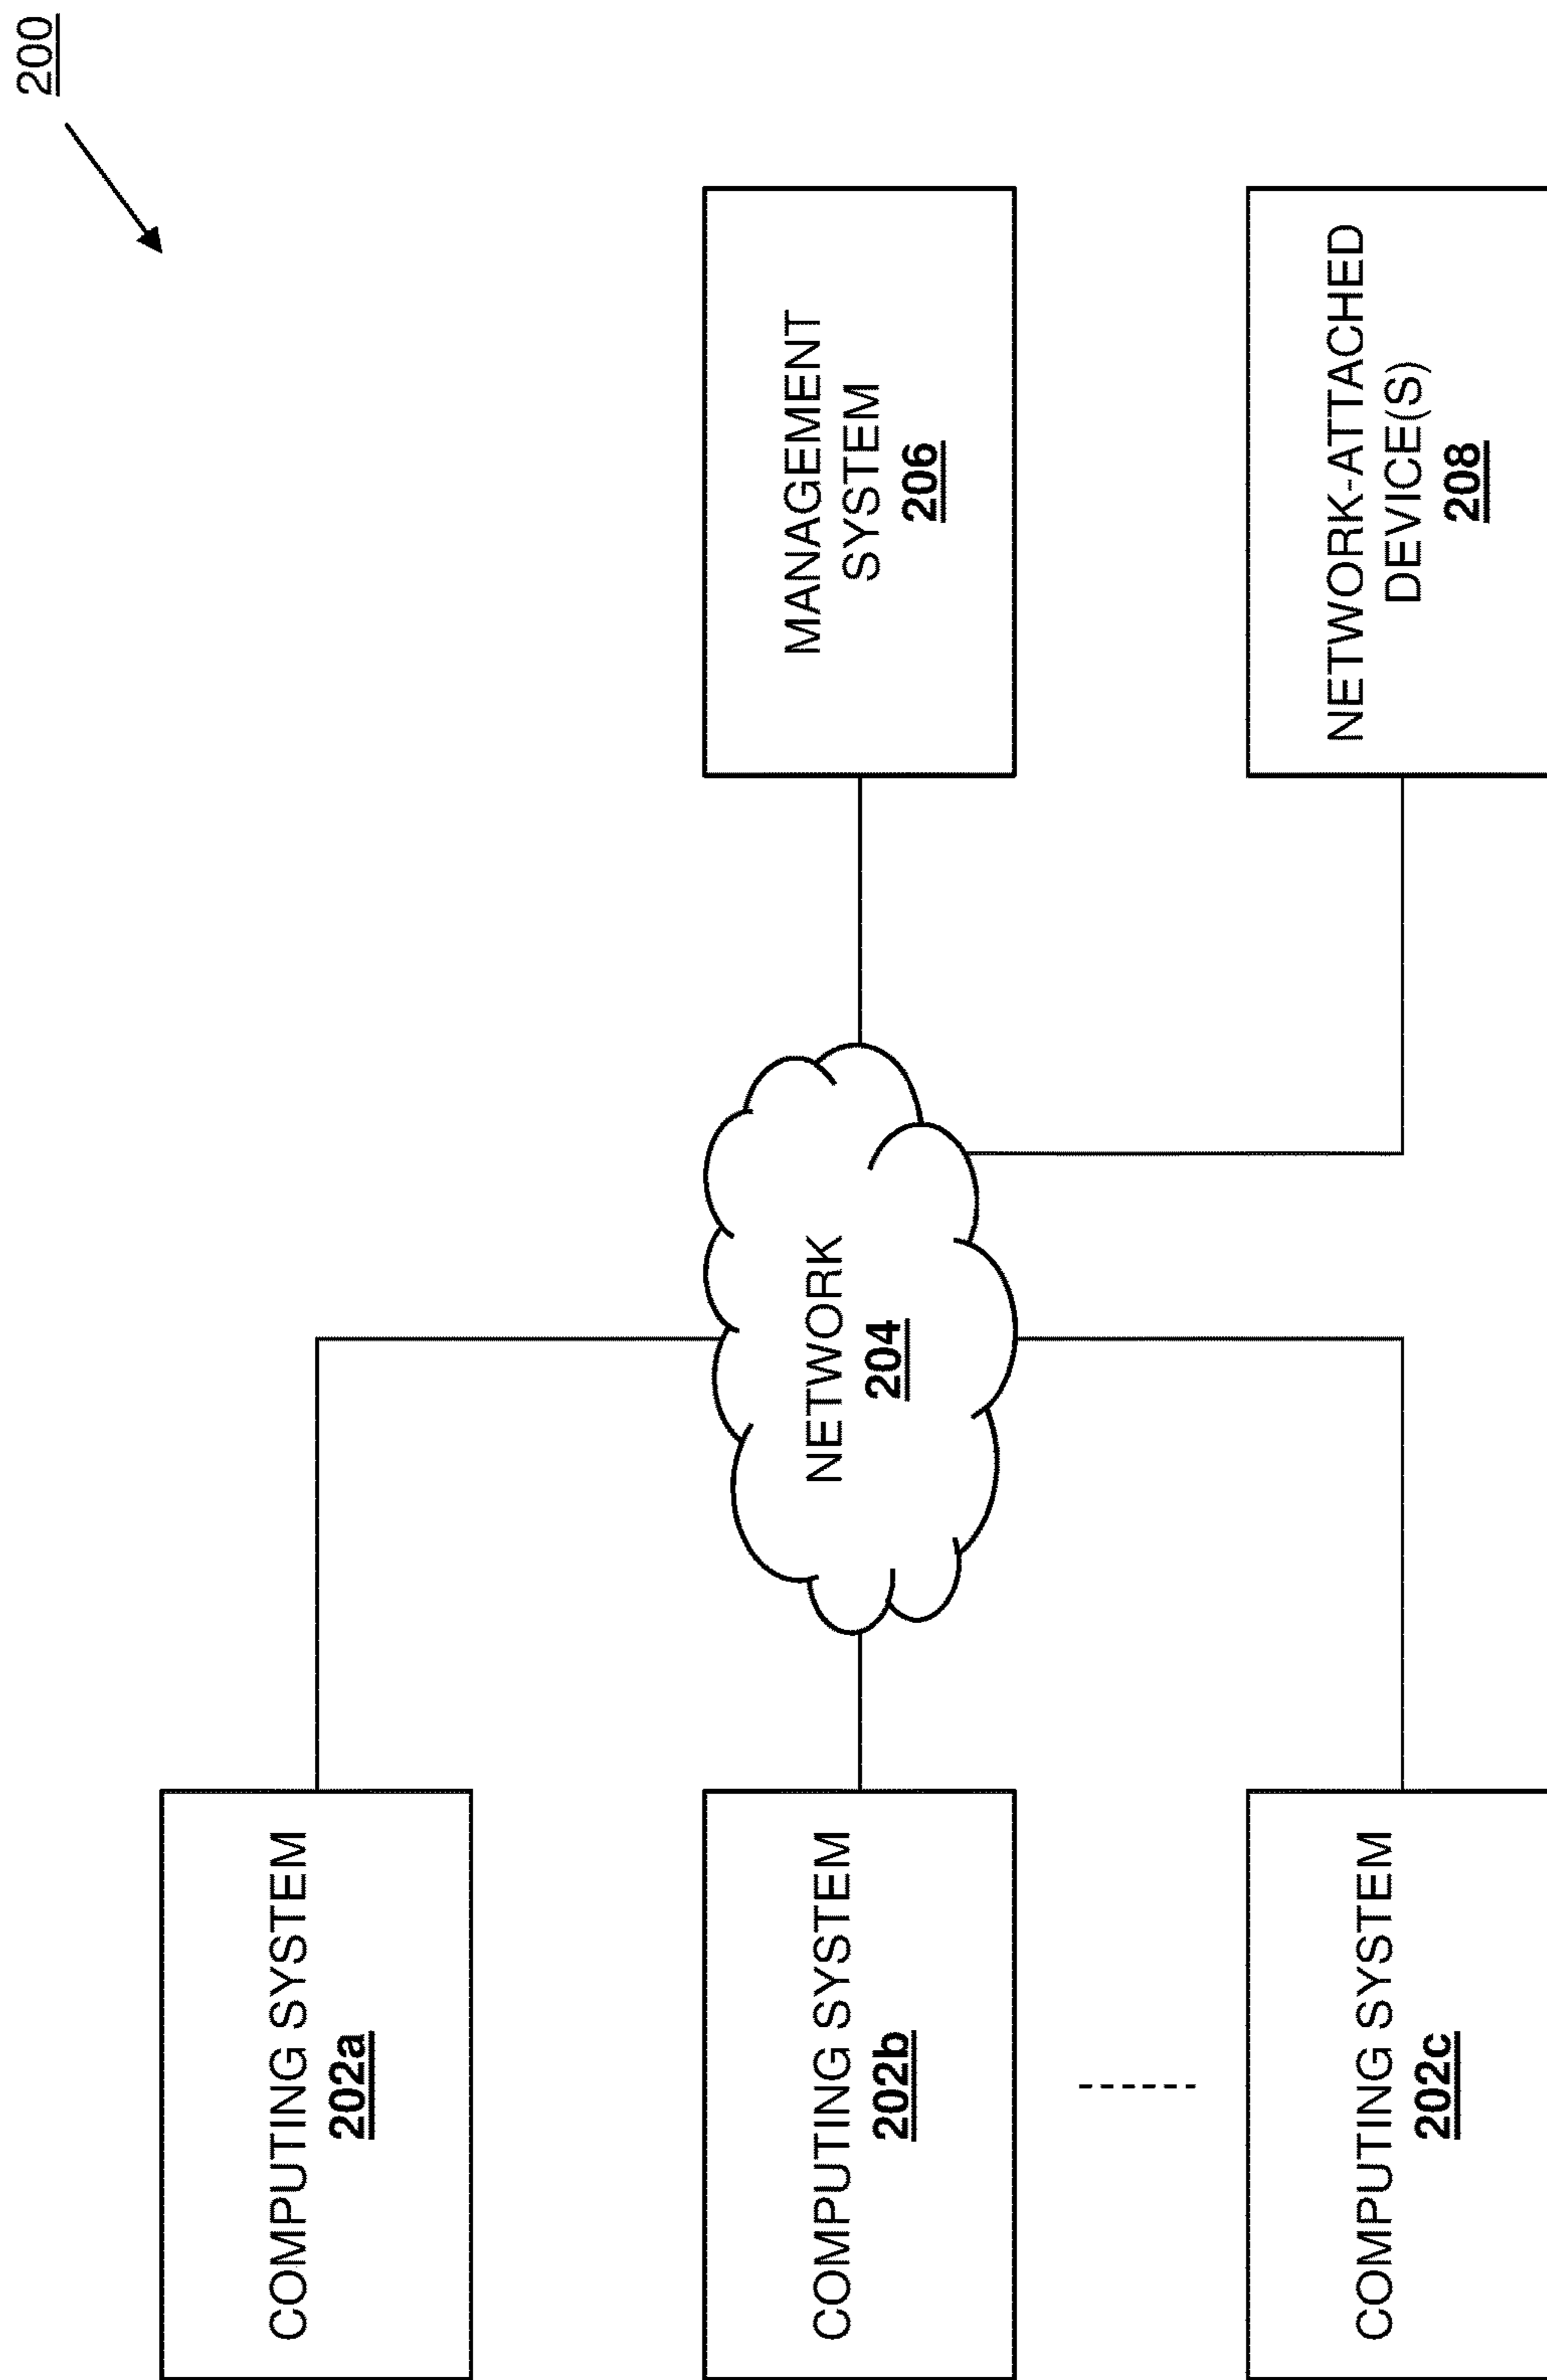 200
COMPUTING SYSTEM
202a
COMPUTING SYSTEM
202b
COMPUTING SYSTEM
202c
NETWORK
204
MANAGEMENT
SYSTEM
206
NETWORK-ATTACHED
DEVICE(S)
208